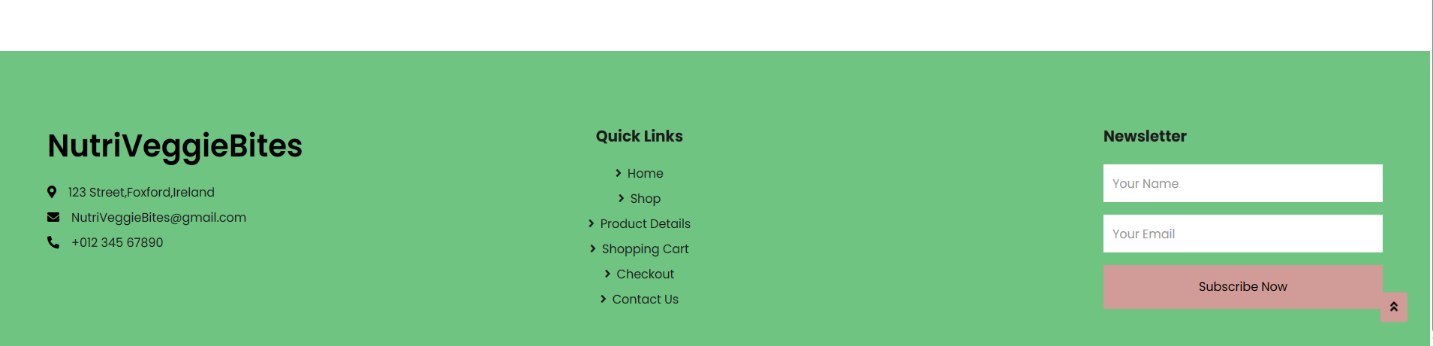 NutriVeggieBites
123 Street,Foxford,Ireland
NutriVeggieBites@gmail.com
+012 345 67890
Quick Links
Home
Shop
Product Details
Shopping Cart
Checkout
Contact Us
Newsletter
Your Name
Your Email
Subscribe Now